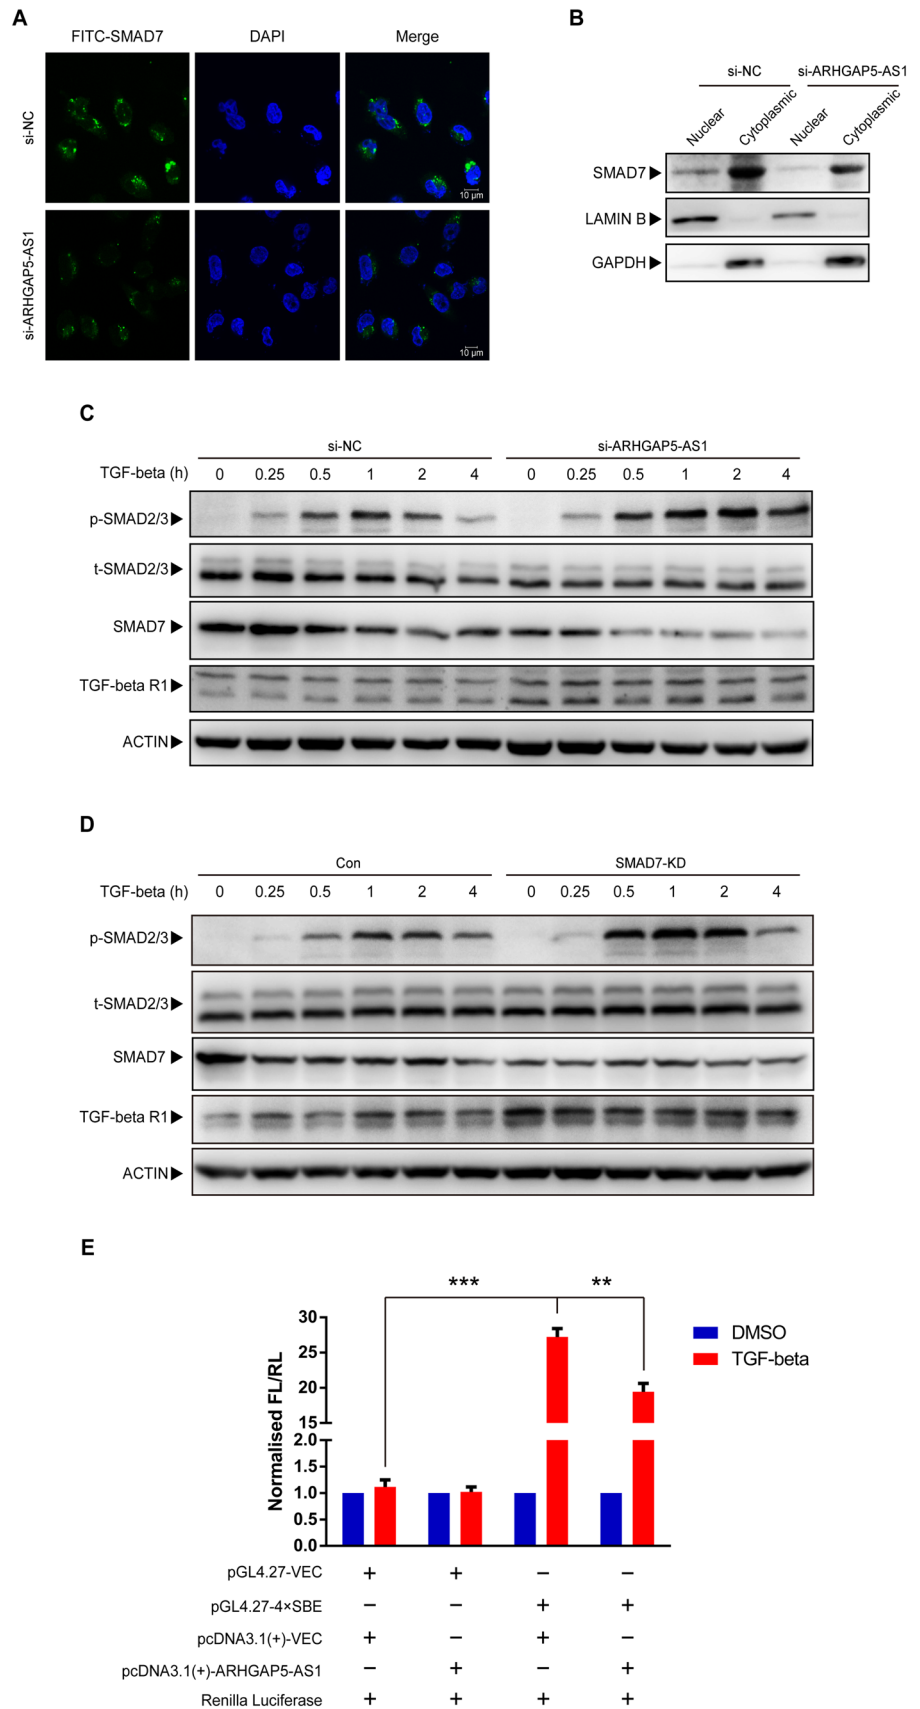 A
FITC-SMAD7 DAPI Merge
si-NC
10 µm
si-ARHGAP5-AS1
10 µm
B
si-NC si-ARHGAP5-AS1
Nuclear Cytoplasmic Nuclear Cytoplasmic
SMAD7
LAMIN B
GAPDH
C
si-NC si-ARHGAP5-AS1
TGF-beta (h) 0 0.25 0.5 1 2 4 0 0.25 0.5 1 2 4
p-SMAD2/3
t-SMAD2/3
SMAD7
TGF-beta R1
ACTIN
D
Con SMAD7-KD
TGF-beta (h) 0 0.25 0.5 1 2 4 0 0.25 0.5 1 2 4
p-SMAD2/3
t-SMAD2/3
SMAD7
TGF-beta R1
ACTIN
E
*** **
Normalised FL/RL
30
25
20
15
2.0
1.5
1.0
0.5
0.0
DMSO
TGF-beta
pGL4.27-VEC + + − −
pGL4.27-4×SBE − − + +
pcDNA3.1(+)-VEC + − + −
pcDNA3.1(+)-ARHGAP5-AS1 − + − +
Renilla Luciferase + + + +